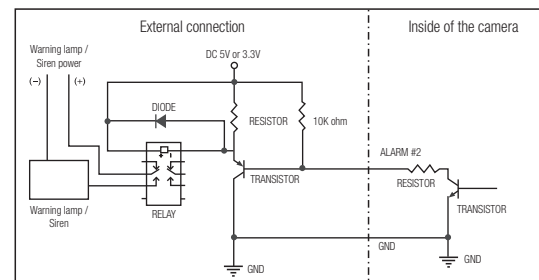 External connection
Inside of the camera
Warning lamp /
Siren power
(−)
(+)
DC 5V or 3.3V
DIODE
RESISTOR
10K ohm
ALARM #2
RESISTOR
TRANSISTOR
TRANSISTOR
Warning lamp /
Siren
RELAY
GND
GND
GND